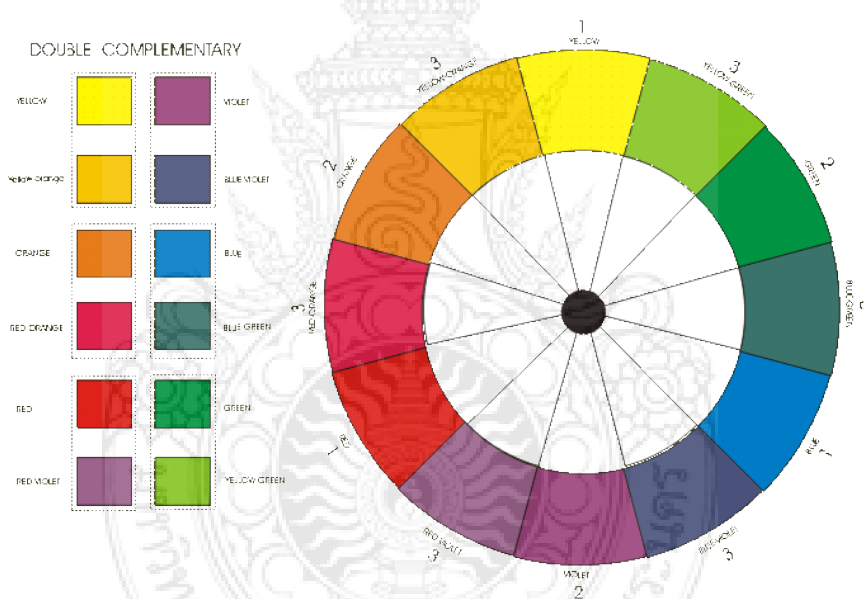 DOUBLE COMPLEMENTARY
YELLOW
VIOLET
Yellow orange
BLUE VIOLET
ORANGE
BLUE
RED ORANGE
BLUE GREEN
RED
GREEN
RED VIOLET
YELLOW GREEN
1
YELLOW
3
YELLOW GREEN
2
GREEN
BLUE GREEN
BLUE
1
BLUE VIOLET
3
VIOLET
2
RED VIOLET
3
RED
1
RED ORANGE
3
ORANGE
2
YELLOW ORANGE
3